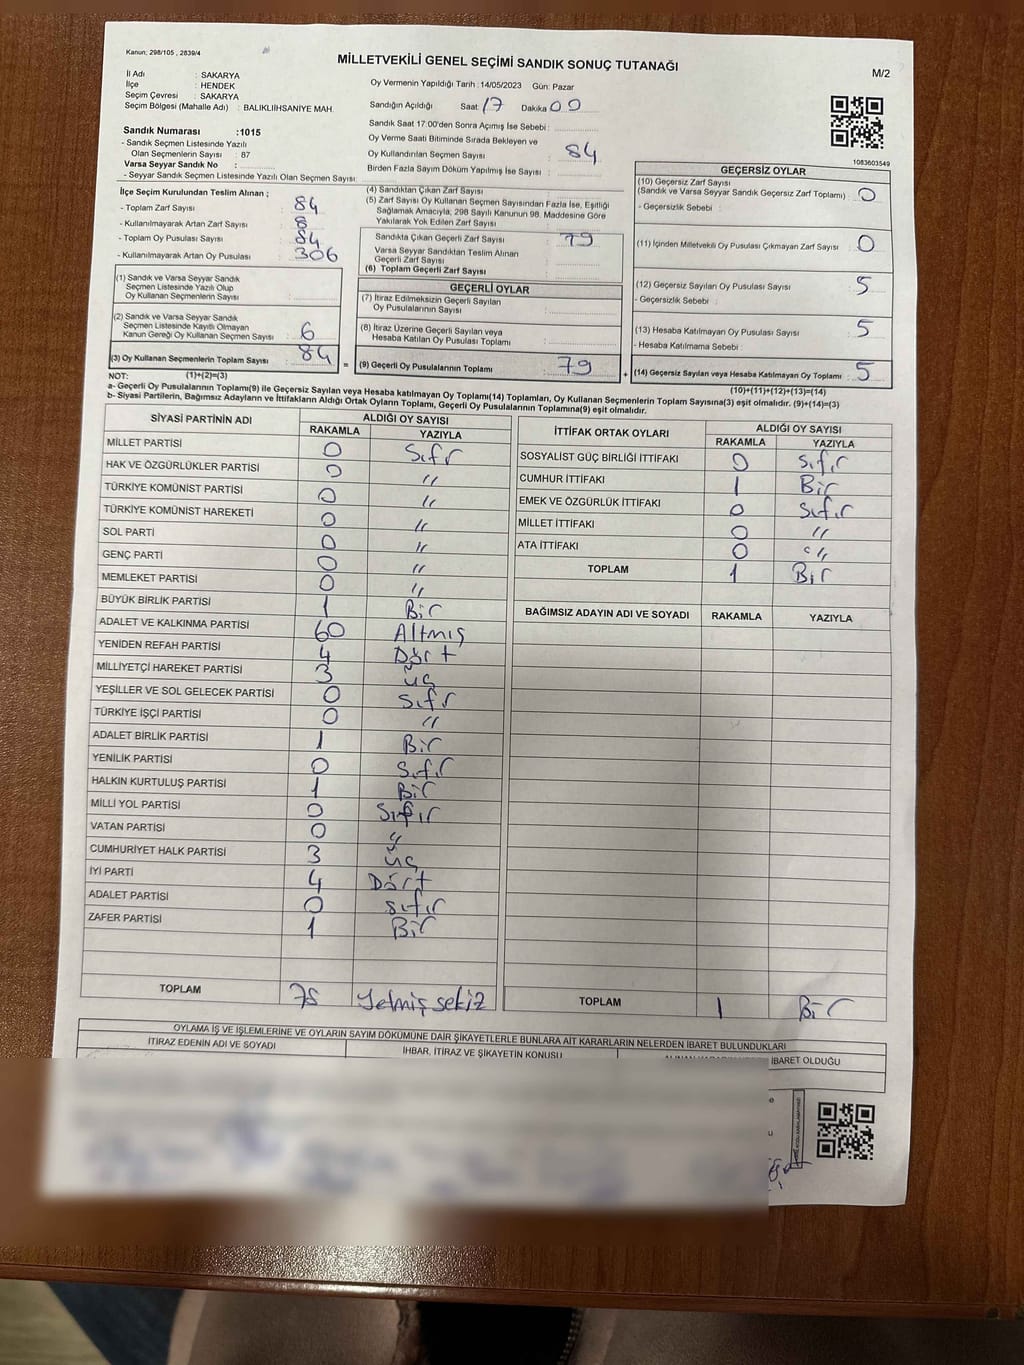 Kanun: 298/105 , 2839/4
MİLLETVEKİLİ GENEL SEÇİMİ SANDIK SONUÇ TUTANAĞI
M/2
İl Adı : SAKARYA
İlçe : HENDEK
Seçim Çevresi : SAKARYA
Seçim Bölgesi (Mahalle Adı) : BALIKLIİHSANİYE MAH.
Oy Vermenin Yapıldığı Tarih : 14/05/2023 Gün: Pazar
Sandığın Açıldığı Saat: 17 Dakika 00
Sandık Saat 17:00'den Sonra Açımış İse Sebebi :
Oy Verme Saati Bitiminde Sırada Bekleyen ve
Oy Kullandırılan Seçmen Sayısı : 84
Birden Fazla Sayım Dökum Yapılmış İse Sayısı :
1083603549
Sandık Numarası :1015
- Sandık Seçmen Listesinde Yazılı
Olan Seçmenlerin Sayısı : 87
Varsa Seyyar Sandık No :
- Seyyar Sandık Seçmen Listesinde Yazılı Olan Seçmen Sayısı:
İlçe Seçim Kurulundan Teslim Alınan ;
- Toplam Zarf Sayısı : 84
- Kullanılmayarak Artan Zarf Sayısı : 8
- Toplam Oy Pusulası Sayısı : 84
- Kullanılmayarak Artan Oy Pusulası : 306
(1) Sandık ve Varsa Seyyar Sandık
Seçmen Listesinde Yazılı Olup
Oy Kullanan Seçmenlerin Sayısı :
(2) Sandık ve Varsa Seyyar Sandık
Seçmen Listesinde Kayıtlı Olmayan
Kanun Gereği Oy Kullanan Seçmen Sayısı : 6
(3) Oy Kullanan Seçmenlerin Toplam Sayısı : 84
(4) Sandıktan Çıkan Zarf Sayısı :
(5) Zarf Sayısı Oy Kullanan Seçmen Sayısından Fazla İse, Eşitliği
Sağlamak Amacıyla, 298 Sayılı Kanunun 98. Maddesine Göre
Yakılarak Yok Edilen Zarf Sayısı :
Sandıkta Çıkan Geçerli Zarf Sayısı : 79
Varsa Seyyar Sandıktan Teslim Alınan
Geçerli Zarf Sayısı :
(6) Toplam Geçerli Zarf Sayısı :
GEÇERLİ OYLAR
(7) İtiraz Edilmeksizin Geçerli Sayılan
Oy Pusulalarının Sayısı :
(8) İtiraz Üzerine Geçerli Sayılan veya
Hesaba Katılan Oy Pusulası Toplamı :
= (9) Geçerli Oy Pusulalarının Toplamı : 79
GEÇERSİZ OYLAR
(10) Geçersiz Zarf Sayısı
(Sandık ve Varsa Seyyar Sandık Geçersiz Zarf Toplamı) : 0
- Geçersizlik Sebebi :
(11) İçinden Milletvekili Oy Pusulası Çıkmayan Zarf Sayısı : 0
(12) Geçersiz Sayılan Oy Pusulası Sayısı : 5
- Geçersizlik Sebebi :
(13) Hesaba Katılmayan Oy Pusulası Sayısı : 5
- Hesaba Katılmama Sebebi :
+ (14) Geçersiz Sayılan veya Hesaba Katılmayan Oy Toplamı : 5
NOT: (1)+(2)=(3)
(10)+(11)+(12)+(13)=(14)
a- Geçerli Oy Pusulalarının Toplamı(9) ile Geçersiz Sayılan veya Hesaba katılmayan Oy Toplamı(14) Toplamları, Oy Kullanan Seçmenlerin Toplam Sayısına(3) eşit olmalıdır. (9)+(14)=(3)
b- Siyasi Partilerin, Bağımsız Adayların ve İttifakların Aldığı Ortak Oyların Toplamı, Geçerli Oy Pusulalarının Toplamına(9) eşit olmalıdır.
SİYASİ PARTİNİN ADI ALDIĞI OY SAYISI
RAKAMLA YAZIYLA
MİLLET PARTİSİ 0 Sıfır
HAK VE ÖZGÜRLÜKLER PARTİSİ 0 "
TÜRKİYE KOMÜNİST PARTİSİ 0 "
TÜRKİYE KOMÜNİST HAREKETİ 0 "
SOL PARTİ 0 "
GENÇ PARTİ 0 "
MEMLEKET PARTİSİ 0 "
BÜYÜK BİRLİK PARTİSİ 1 Bir
ADALET VE KALKINMA PARTİSİ 60 Altmış
YENİDEN REFAH PARTİSİ 4 Dört
MİLLİYETÇİ HAREKET PARTİSİ 3 üç
YEŞİLLER VE SOL GELECEK PARTİSİ 0 Sıfır
TÜRKİYE İŞÇİ PARTİSİ 0 "
ADALET BİRLİK PARTİSİ 1 Bir
YENİLİK PARTİSİ 0 Sıfır
HALKIN KURTULUŞ PARTİSİ 1 Bir
MİLLİ YOL PARTİSİ 0 Sıfır
VATAN PARTİSİ 0 "
CUMHURİYET HALK PARTİSİ 3 üç
İYİ PARTİ 4 Dört
ADALET PARTİSİ 0 sıfır
ZAFER PARTİSİ 1 Bir
TOPLAM 78 Yetmiş sekiz
İTTİFAK ORTAK OYLARI ALDIĞI OY SAYISI
RAKAMLA YAZIYLA
SOSYALİST GÜÇ BİRLİĞİ İTTİFAKI 0 Sıfır
CUMHUR İTTİFAKI 1 Bir
EMEK VE ÖZGÜRLÜK İTTİFAKI 0 Sıfır
MİLLET İTTİFAKI 0 "
ATA İTTİFAKI 0 "
TOPLAM 1 Bir
BAĞIMSIZ ADAYIN ADI VE SOYADI RAKAMLA YAZIYLA
TOPLAM 1 Bir
OYLAMA İŞ VE İŞLEMLERİNE VE OYLARIN SAYIM DÖKÜMÜNE DAİR ŞİKAYETLERLE BUNLARA AİT KARARLARIN NELERDEN İBARET BULUNDUKLARI
İTİRAZ EDENİN ADI VE SOYADI İHBAR, İTİRAZ VE ŞİKAYETİN KONUSU İBARET OLDUĞU